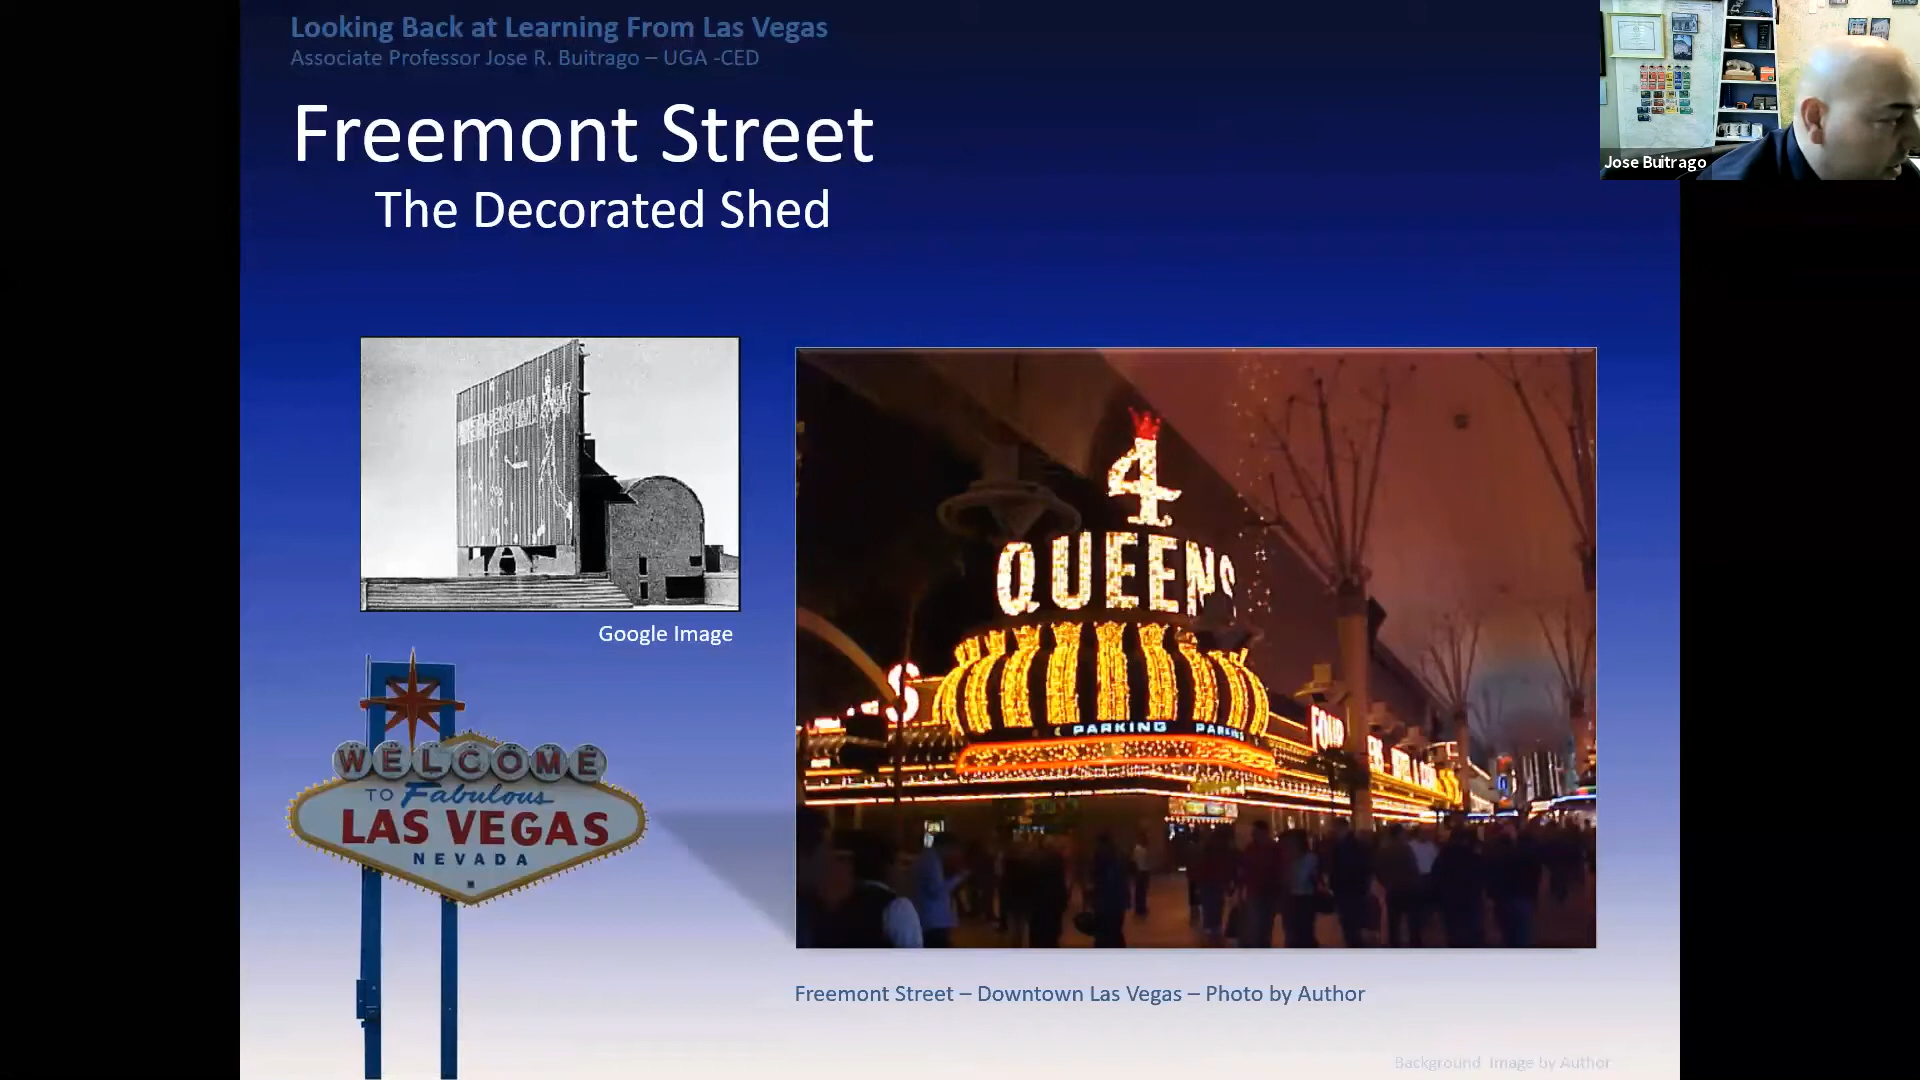 Looking Back at Learning From Las Vegas
Associate Professor Jose R. Buitrago – UGA -CED
Freemont Street
The Decorated Shed
Jose Buitrago
Google Image
4
QUEENS
PARKING PARKING
FOUR
WELCOME
TO Fabulous
LAS VEGAS
NEVADA
Freemont Street – Downtown Las Vegas – Photo by Author
Background Image by Author